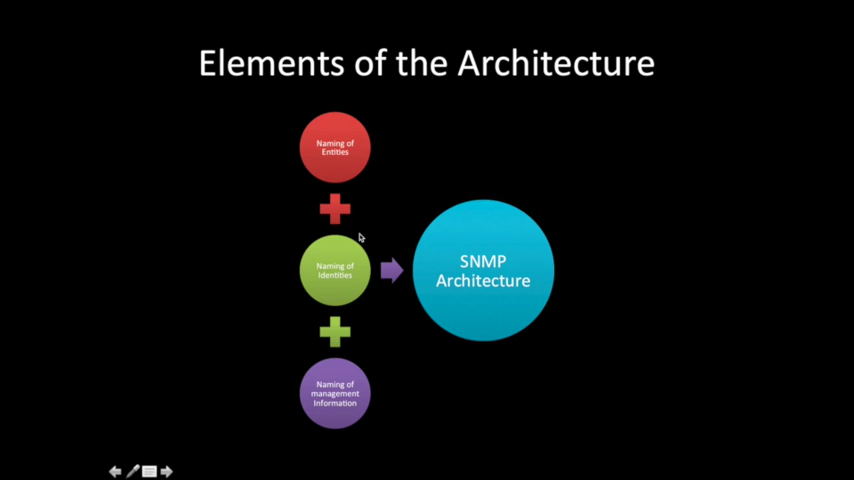 Elements of the Architecture
Naming of
Entities
Naming of
Identities
SNMP
Architecture
Naming of
management
Information